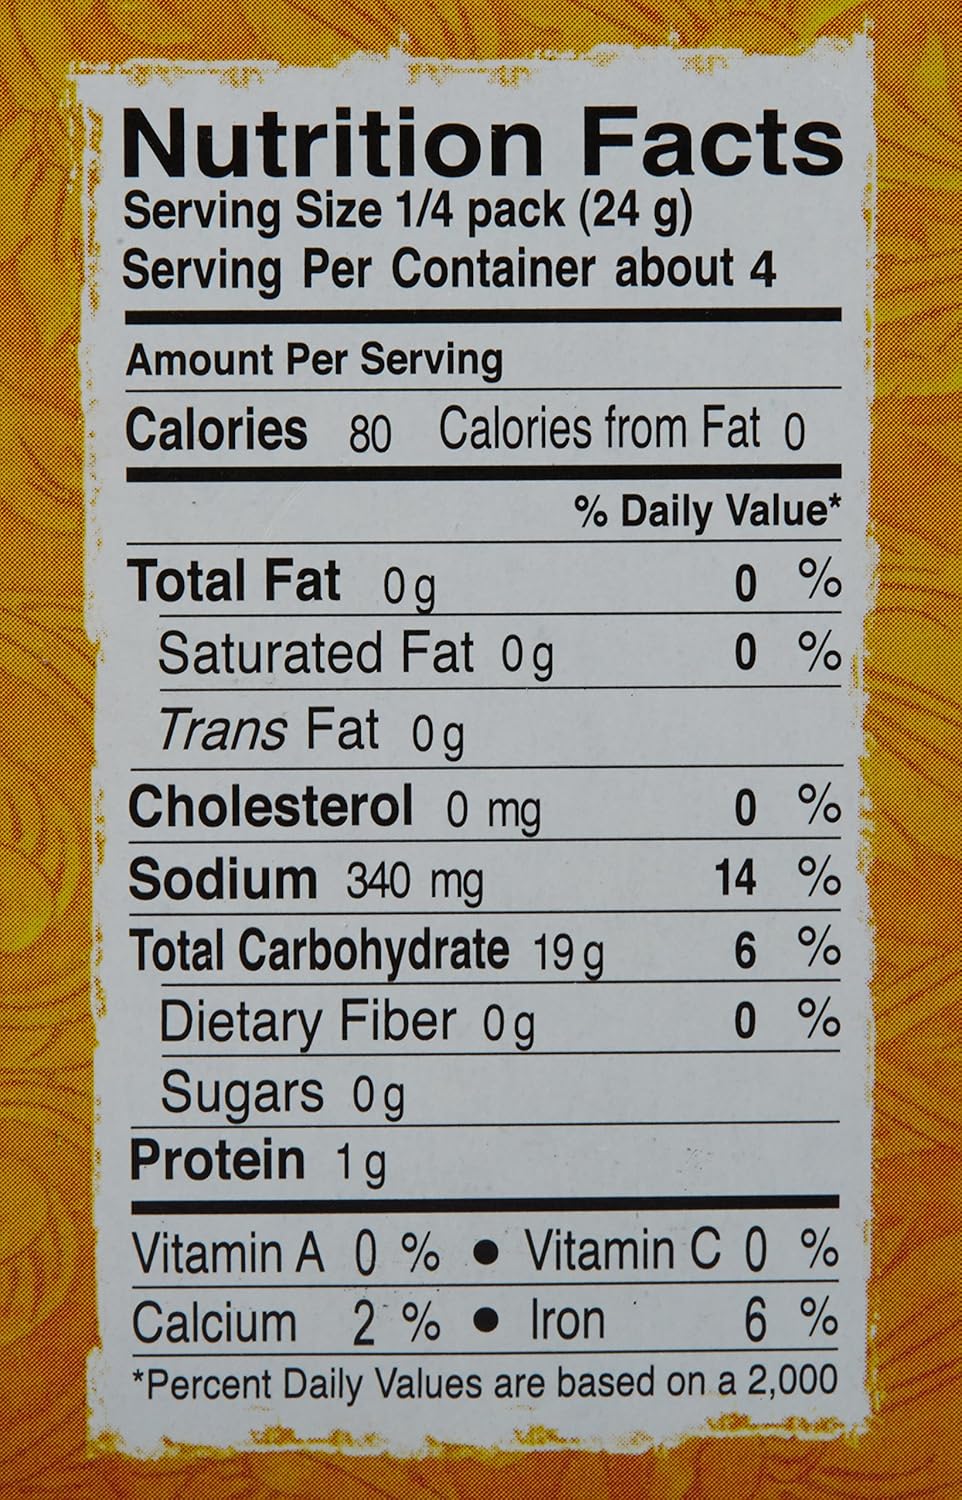 Nutrition Facts
Serving Size 1/4 pack (24 g)
Serving Per Container about 4
Amount Per Serving
Calories 80 Calories from Fat 0
% Daily Value*
Total Fat 0g 0 %
Saturated Fat 0g 0 %
Trans Fat 0g
Cholesterol 0 mg 0 %
Sodium 340 mg 14 %
Total Carbohydrate 19g 6 %
Dietary Fiber 0g 0 %
Sugars 0g
Protein 1g
Vitamin A 0 % • Vitamin C 0 %
Calcium 2 % • Iron 6 %
*Percent Daily Values are based on a 2,000